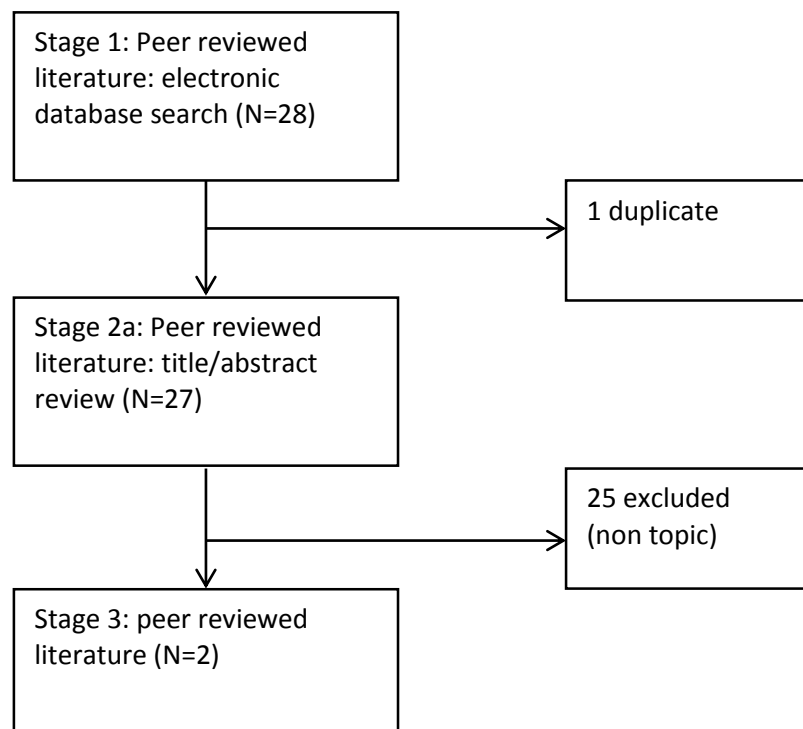 Stage 1: Peer reviewed
literature: electronic
database search (N=28)
1 duplicate
Stage 2a: Peer reviewed
literature: title/abstract
review (N=27)
25 excluded
(non topic)
Stage 3: peer reviewed
literature (N=2)